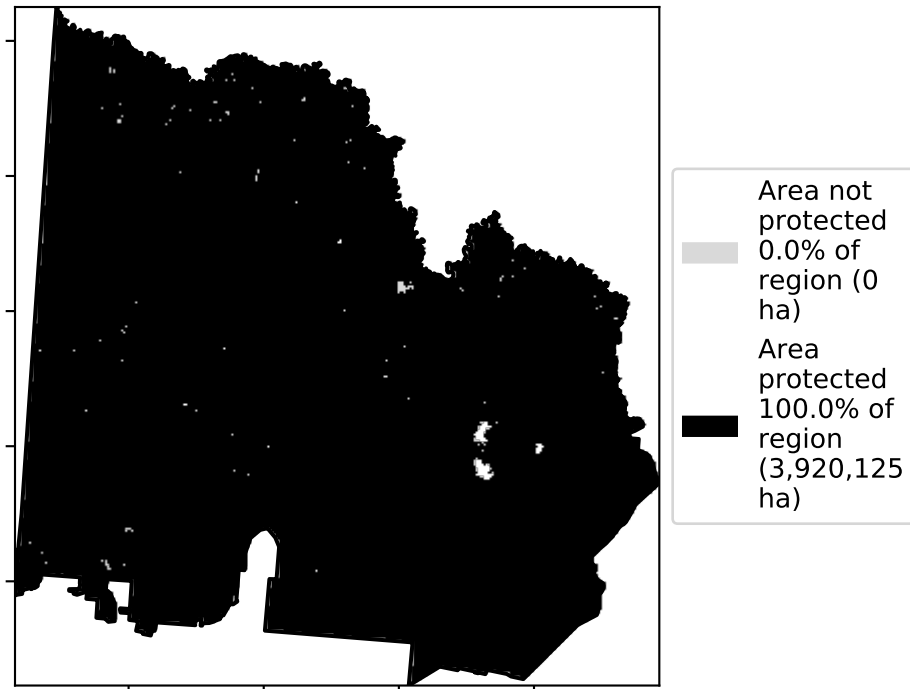 Area not
protected
0.0% of
region (0
ha)
Area
protected
100.0% of
region
(3,920,125
ha)